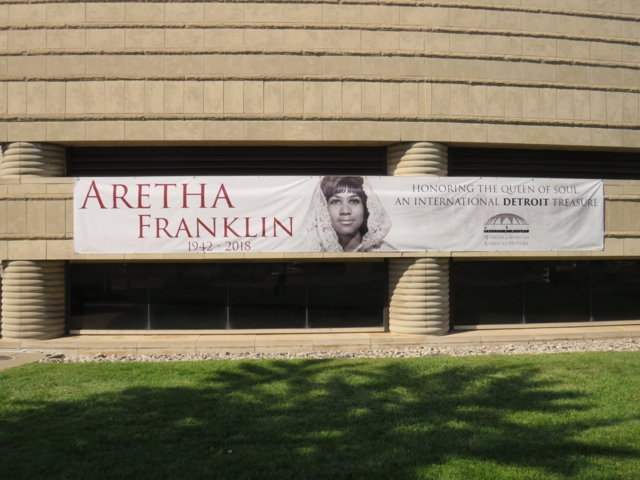 ARETHA
FRANKLIN
1942 - 2018
HONORING THE QUEEN OF SOUL
AN INTERNATIONAL DETROIT TREASURE